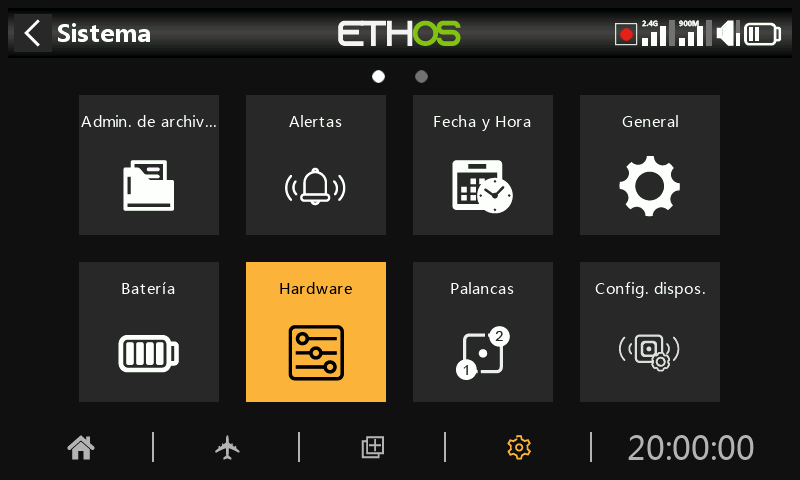 Sistema
ETHOS
2.4G
900M
Admin. de archiv...
Alertas
Fecha y Hora
General
Batería
Hardware
Palancas
2
1
Config. dispos.
20:00:00